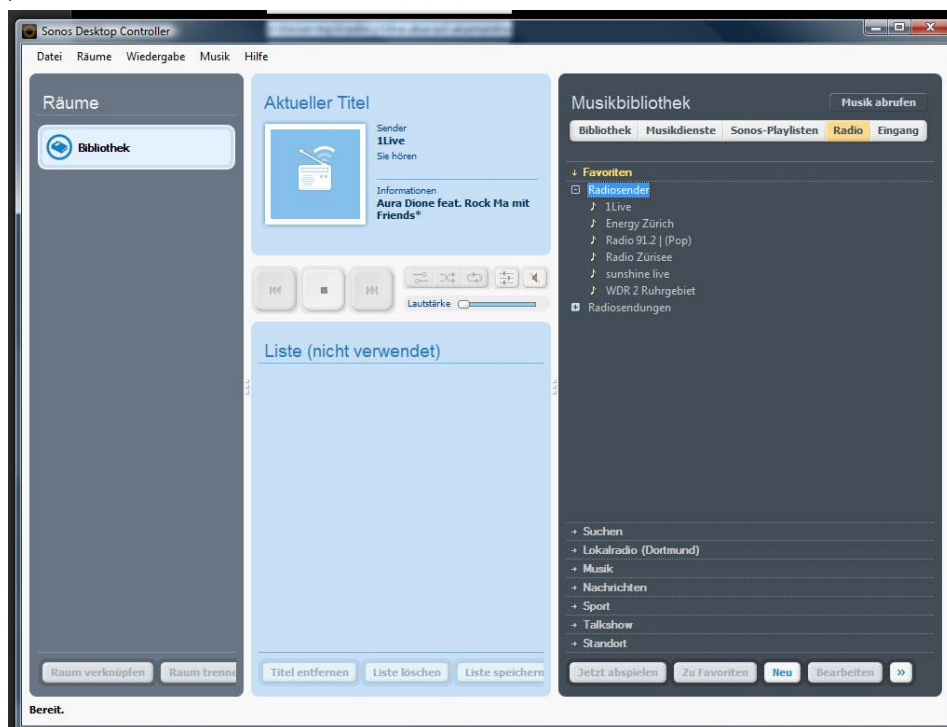 Sonos Desktop Controller
Datei Räume Wiedergabe Musik Hilfe
Räume
Bibliothek
Aktueller Titel
Sender
1Live
Sie hören
Informationen
Aura Dione feat. Rock Ma mit
Friends*
Lautstärke
Liste (nicht verwendet)
Musikbibliothek
Musik abrufen
Bibliothek Musikdienste Sonos-Playlisten Radio Eingang
Favoriten
Radiosender
1Live
Energy Zürich
Radio 91.2 | (Pop)
Radio Zürisee
sunshine live
WDR 2 Ruhrgebiet
Radiosendungen
Suchen
Lokalradio (Dortmund)
Musik
Nachrichten
Sport
Talkshow
Standort
Raum verknüpfen Raum trenne
Titel entfernen Liste löschen Liste speichern
Jetzt abspielen Zu Favoriten Neu Bearbeiten »
Bereit.